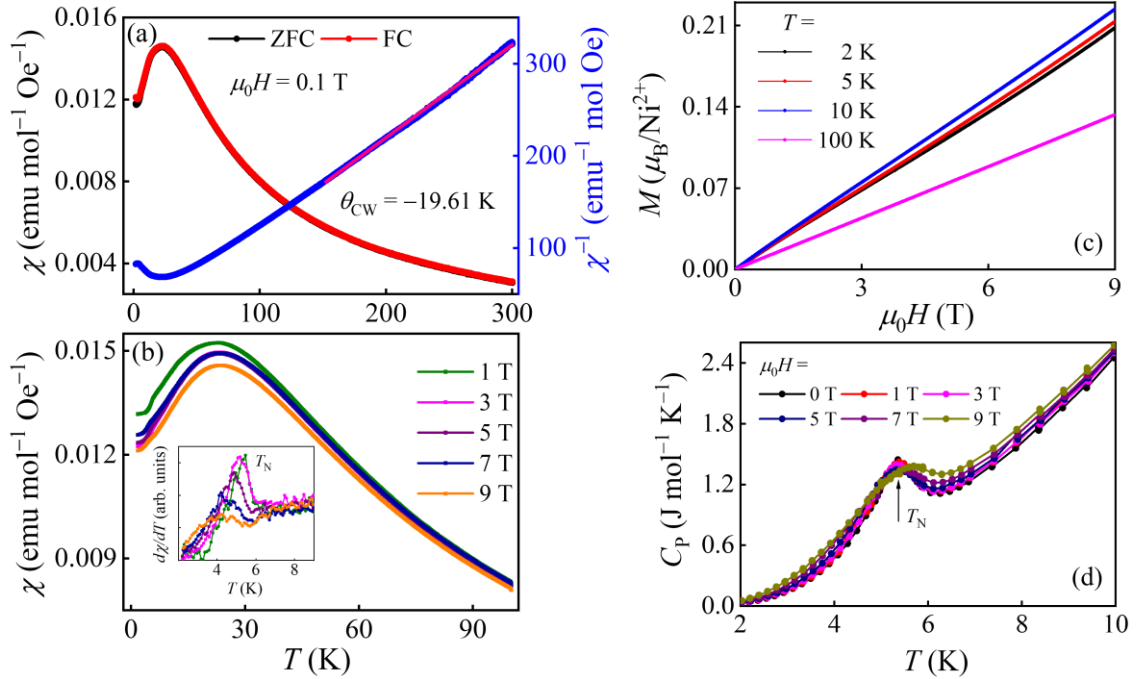 (a)
ZFC FC
μ₀H = 0.1 T
θCW = −19.61 K
χ (emu mol⁻¹ Oe⁻¹)
0.016
0.012
0.008
0.004
χ⁻¹ (emu⁻¹ mol Oe)
300
200
100
0 100 200 300
(b)
1 T
3 T
5 T
7 T
9 T
χ (emu mol⁻¹ Oe⁻¹)
0.015
0.012
0.009
dχ/dT (arb. units)
TN
4 6 8
T (K)
0 30 60 90
T (K)
M (μB/Ni²⁺)
0.21
0.14
0.07
0.00
T =
2 K
5 K
10 K
100 K
(c)
0 3 6 9
μ₀H (T)
CP (J mol⁻¹ K⁻¹)
2.4
1.8
1.2
0.6
0.0
μ₀H =
0 T 1 T 3 T
5 T 7 T 9 T
TN
(d)
2 4 6 8 10
T (K)